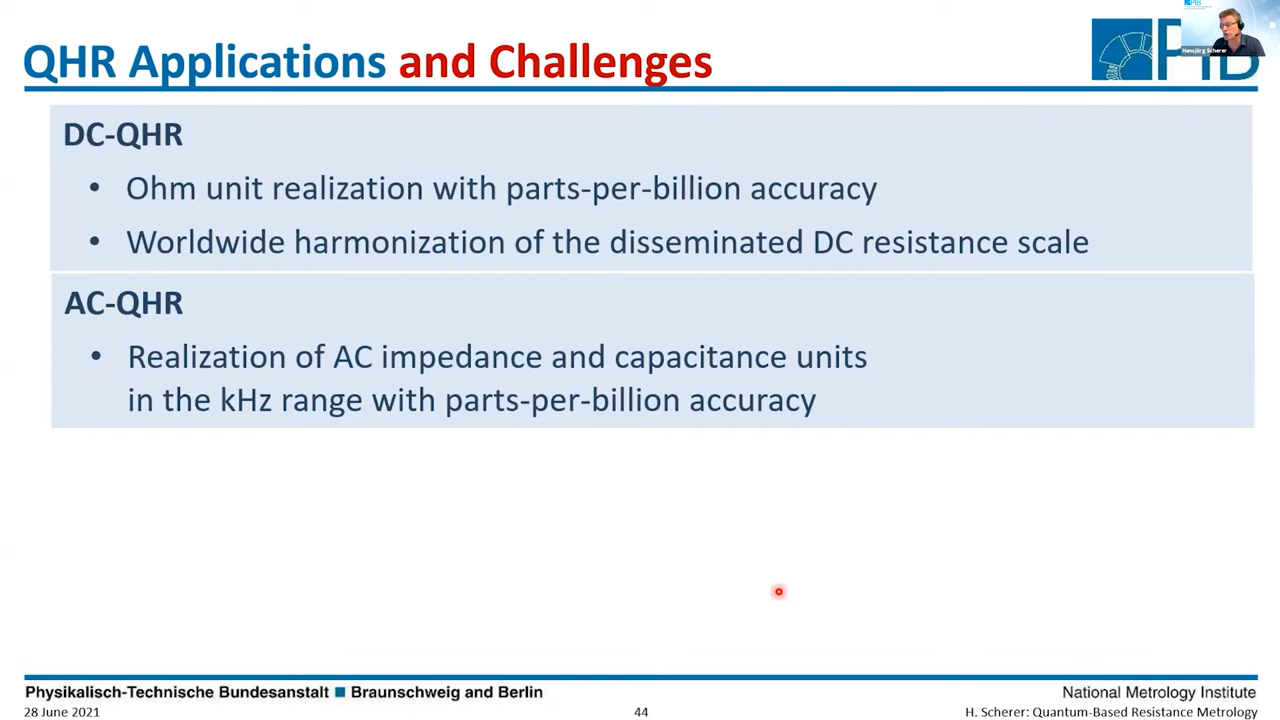 QHR Applications and Challenges
PTB
Hansjörg Scherer
DC-QHR
• Ohm unit realization with parts-per-billion accuracy
• Worldwide harmonization of the disseminated DC resistance scale
AC-QHR
• Realization of AC impedance and capacitance units
in the kHz range with parts-per-billion accuracy
Physikalisch-Technische Bundesanstalt ■ Braunschweig and Berlin
National Metrology Institute
28 June 2021
44
H. Scherer: Quantum-Based Resistance Metrology